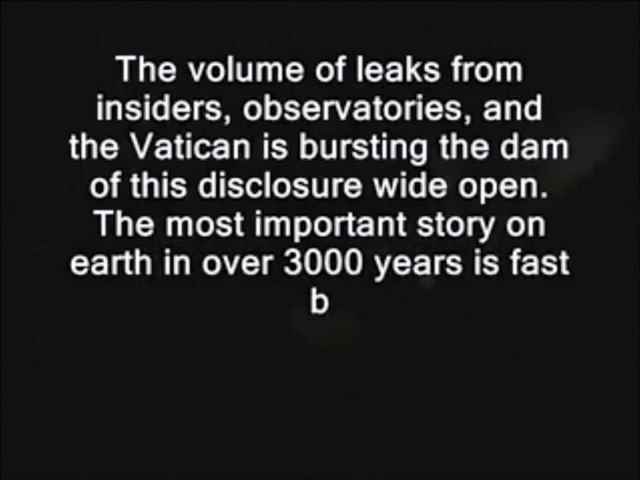 The volume of leaks from
insiders, observatories, and
the Vatican is bursting the dam
of this disclosure wide open.
The most important story on
earth in over 3000 years is fast
b